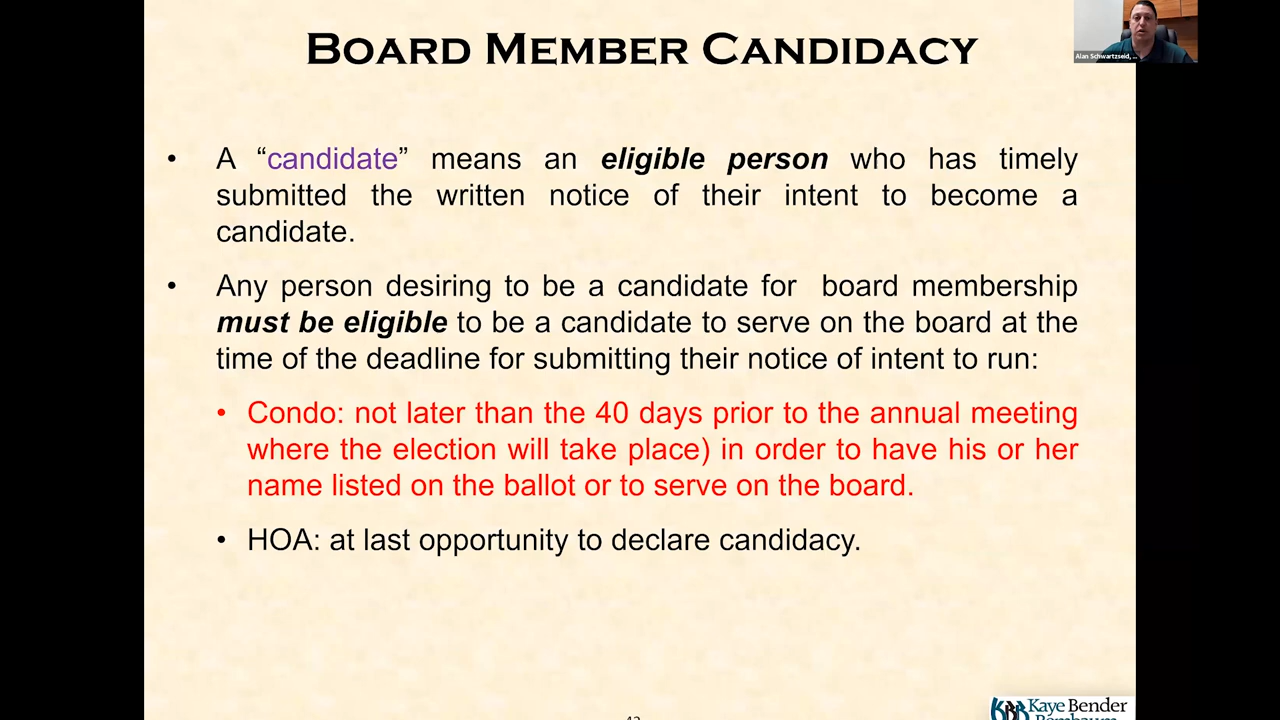 BOARD MEMBER CANDIDACY
Alan Schwartzseid, ...
• A “candidate” means an eligible person who has timely
submitted the written notice of their intent to become a
candidate.
• Any person desiring to be a candidate for board membership
must be eligible to be a candidate to serve on the board at the
time of the deadline for submitting their notice of intent to run:
• Condo: not later than the 40 days prior to the annual meeting
where the election will take place) in order to have his or her
name listed on the ballot or to serve on the board.
• HOA: at last opportunity to declare candidacy.
KBR Kaye Bender